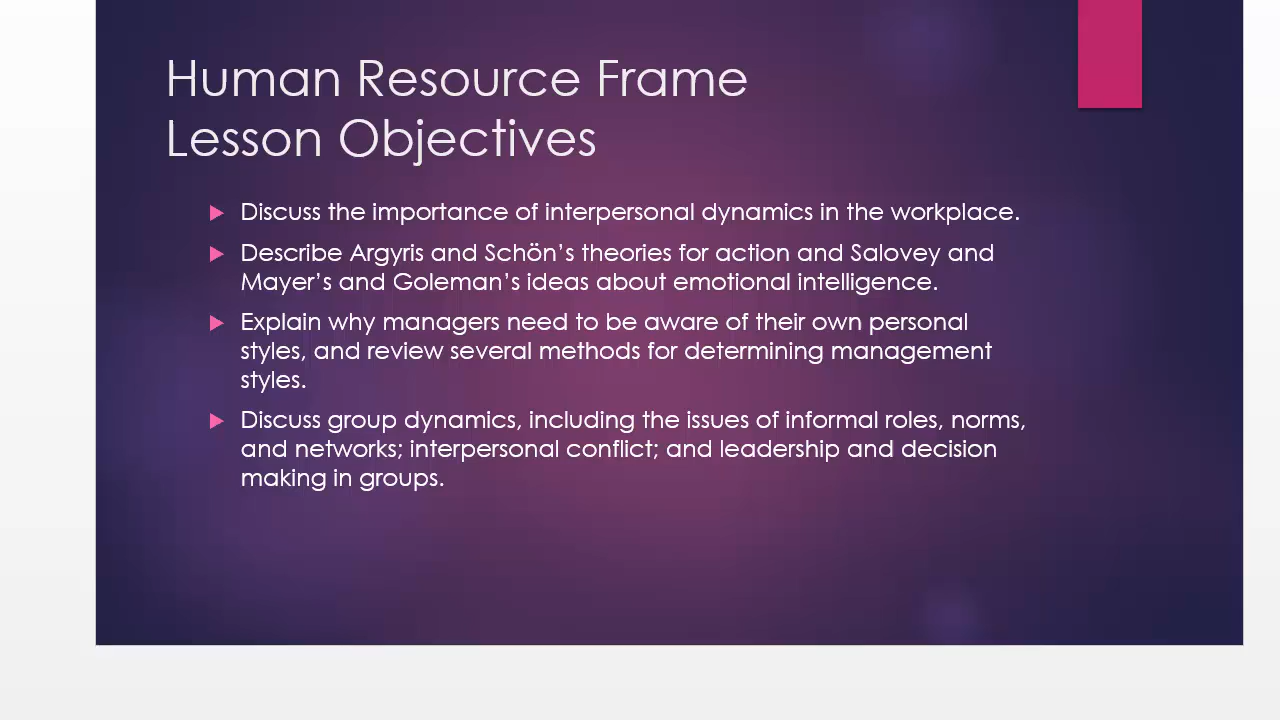 Human Resource Frame
Lesson Objectives
Discuss the importance of interpersonal dynamics in the workplace.
Describe Argyris and Schön’s theories for action and Salovey and
Mayer’s and Goleman’s ideas about emotional intelligence.
Explain why managers need to be aware of their own personal
styles, and review several methods for determining management
styles.
Discuss group dynamics, including the issues of informal roles, norms,
and networks; interpersonal conflict; and leadership and decision
making in groups.